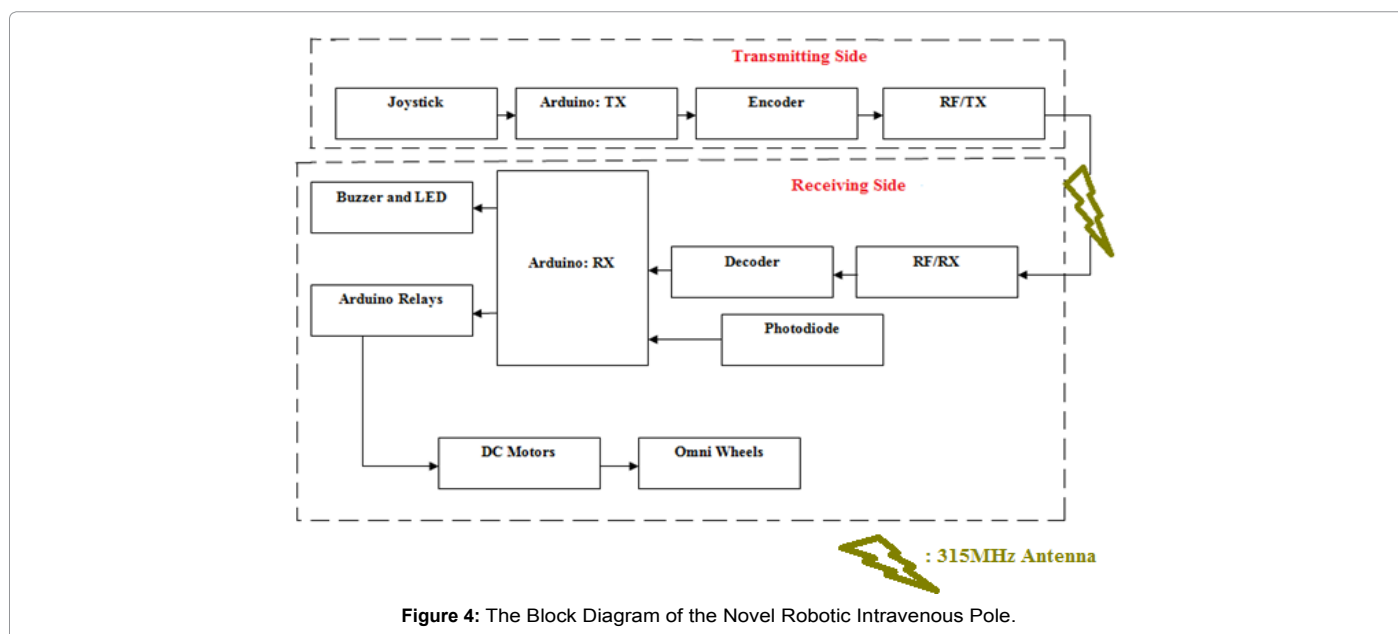 Transmitting Side
Joystick
Arduino: TX
Encoder
RF/TX
Receiving Side
Buzzer and LED
Arduino: RX
Decoder
RF/RX
Arduino Relays
Photodiode
DC Motors
Omni Wheels
: 315MHz Antenna
Figure 4: The Block Diagram of the Novel Robotic Intravenous Pole.